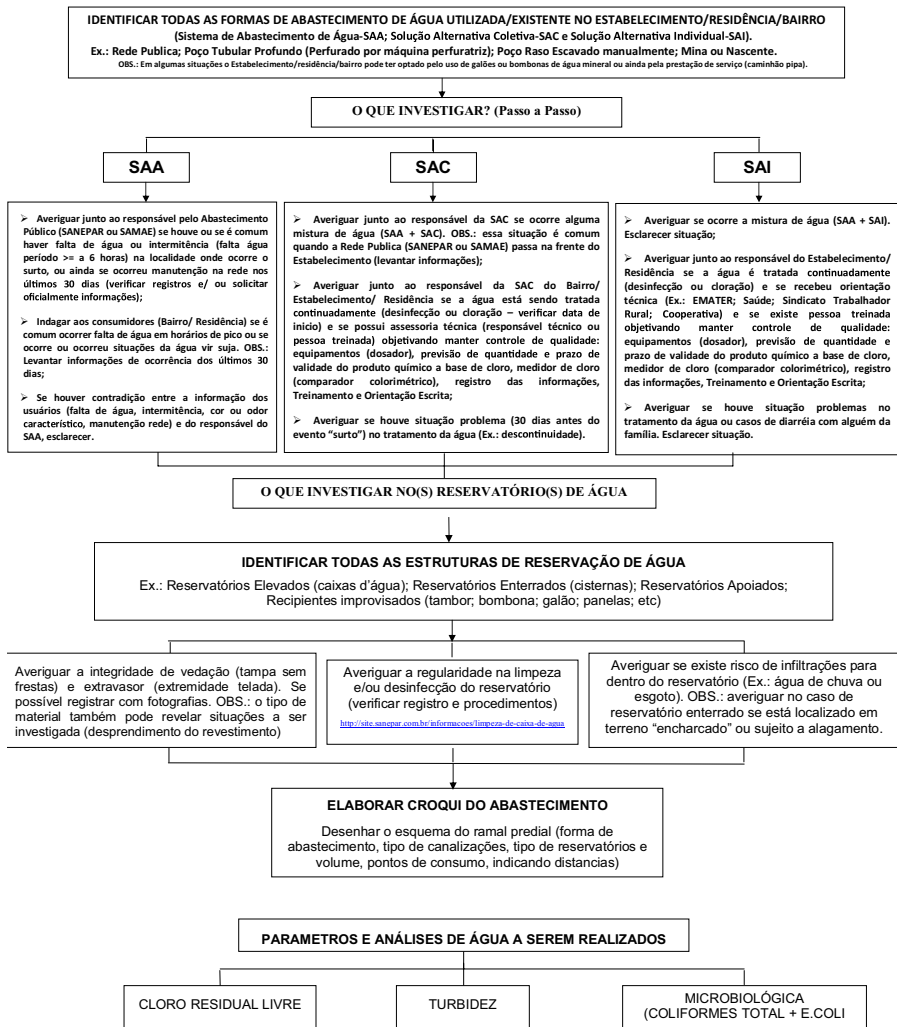 IDENTIFICAR TODAS AS FORMAS DE ABASTECIMENTO DE ÁGUA UTILIZADA/EXISTENTE NO ESTABELECIMENTO/RESIDÊNCIA/BAIRRO
(Sistema de Abastecimento de Água-SAA; Solução Alternativa Coletiva-SAC e Solução Alternativa Individual-SAI).
Ex.: Rede Publica; Poço Tubular Profundo (Perfurado por máquina perfuratriz); Poço Raso Escavado manualmente; Mina ou Nascente.
OBS.: Em algumas situações o Estabelecimento/residência/bairro pode ter optado pelo uso de galões ou bombonas de água mineral ou ainda pela prestação de serviço (caminhão pipa).
O QUE INVESTIGAR? (Passo a Passo)
SAA
➢ Averiguar junto ao responsável pelo Abastecimento
Público (SANEPAR ou SAMAE) se houve ou se é comum
haver falta de água ou intermitência (falta água
período >= a 6 horas) na localidade onde ocorre o
surto, ou ainda se ocorreu manutenção na rede nos
últimos 30 dias (verificar registros e/ ou solicitar
oficialmente informações);
➢ Indagar aos consumidores (Bairro/ Residência) se é
comum ocorrer falta de água em horários de pico ou se
ocorre ou ocorreu situações da água vir suja. OBS.:
Levantar informações de ocorrência dos últimos 30
dias;
➢ Se houver contradição entre a informação dos
usuários (falta de água, intermitência, cor ou odor
característico, manutenção rede) e do responsável do
SAA, esclarecer.
SAC
➢ Averiguar junto ao responsável da SAC se ocorre alguma
mistura de água (SAA + SAC). OBS.: essa situação é comum
quando a Rede Publica (SANEPAR ou SAMAE) passa na frente do
Estabelecimento (levantar informações);
➢ Averiguar junto ao responsável da SAC do Bairro/
Estabelecimento/ Residência se a água está sendo tratada
continuadamente (desinfecção ou cloração – verificar data de
inicio) e se possui assessoria técnica (responsável técnico ou
pessoa treinada) objetivando manter controle de qualidade:
equipamentos (dosador), previsão de quantidade e prazo de
validade do produto químico a base de cloro, medidor de cloro
(comparador colorimétrico), registro das informações,
Treinamento e Orientação Escrita;
➢ Averiguar se houve situação problema (30 dias antes do
evento “surto”) no tratamento da água (Ex.: descontinuidade).
SAI
➢ Averiguar se ocorre a mistura de água (SAA + SAI).
Esclarecer situação;
➢ Averiguar junto ao responsável do Estabelecimento/
Residência se a água é tratada continuadamente
(desinfecção ou cloração) e se recebeu orientação
técnica (Ex.: EMATER; Saúde; Sindicato Trabalhador
Rural; Cooperativa) e se existe pessoa treinada
objetivando manter controle de qualidade:
equipamentos (dosador), previsão de quantidade e
prazo de validade do produto químico a base de cloro,
medidor de cloro (comparador colorimétrico), registro
das informações, Treinamento e Orientação Escrita;
➢ Averiguar se houve situação problemas no
tratamento da água ou casos de diarréia com alguém da
família. Esclarecer situação.
O QUE INVESTIGAR NO(S) RESERVATÓRIO(S) DE ÁGUA
IDENTIFICAR TODAS AS ESTRUTURAS DE RESERVAÇÃO DE ÁGUA
Ex.: Reservatórios Elevados (caixas d’água); Reservatórios Enterrados (cisternas); Reservatórios Apoiados;
Recipientes improvisados (tambor; bombona; galão; panelas; etc)
Averiguar a integridade de vedação (tampa sem
frestas) e extravasor (extremidade telada). Se
possível registrar com fotografias. OBS.: o tipo de
material também pode revelar situações a ser
investigada (desprendimento do revestimento)
Averiguar a regularidade na limpeza
e/ou desinfecção do reservatório
(verificar registro e procedimentos)
http://site.sanepar.com.br/informacoes/limpeza-de-caixa-de-agua
Averiguar se existe risco de infiltrações para
dentro do reservatório (Ex.: água de chuva ou
esgoto). OBS.: averiguar no caso de
reservatório enterrado se está localizado em
terreno “encharcado” ou sujeito a alagamento.
ELABORAR CROQUI DO ABASTECIMENTO
Desenhar o esquema do ramal predial (forma de
abastecimento, tipo de canalizações, tipo de reservatórios e
volume, pontos de consumo, indicando distancias)
PARAMETROS E ANÁLISES DE ÁGUA A SEREM REALIZADOS
CLORO RESIDUAL LIVRE
TURBIDEZ
MICROBIOLÓGICA
(COLIFORMES TOTAL + E.COLI